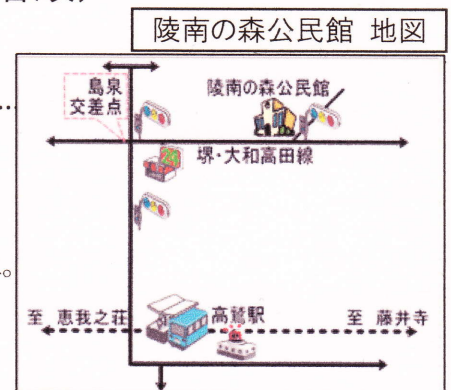 陵南の森公民館 地図
島泉
交差点
陵南の森公民館
堺・大和高田線
至 恵我之荘
高鷲駅
至 藤井寺